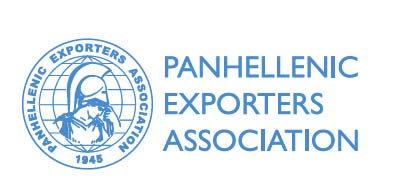 PANHELLENIC EXPORTERS ASSOCIATION
1945
PANHELLENIC
EXPORTERS
ASSOCIATION